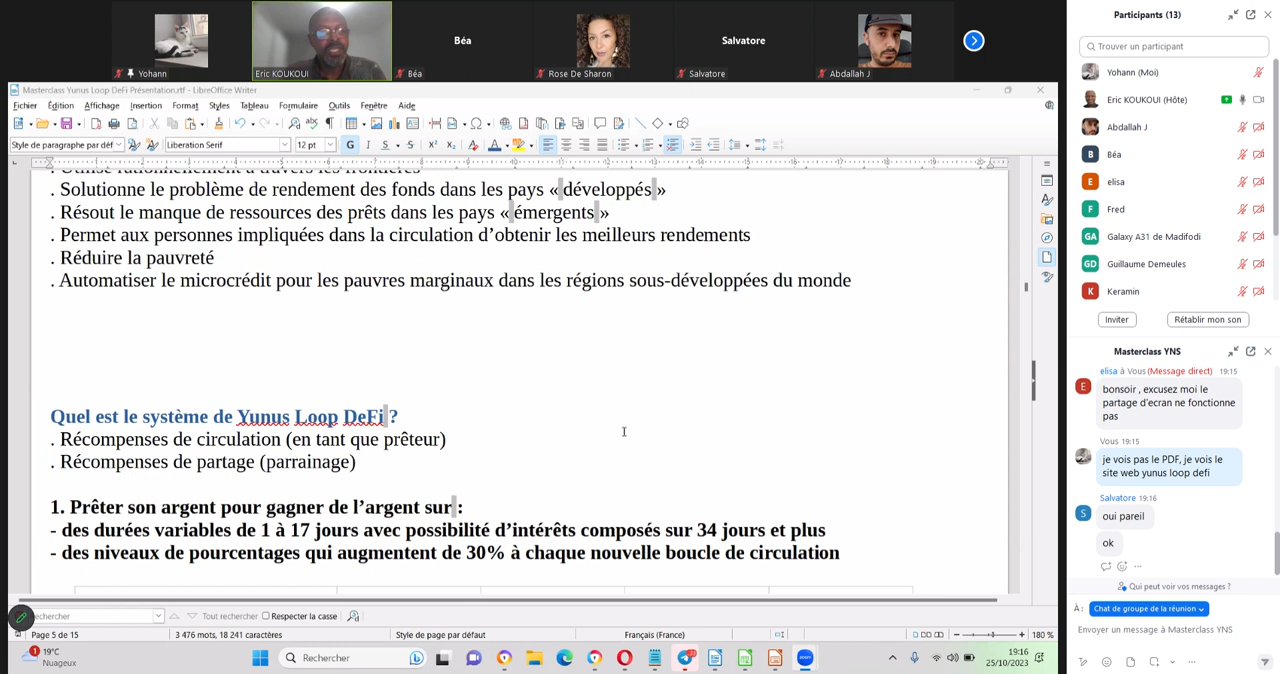 Yohann
Eric KOUKOUI
Béa
Béa
Rose De Sharon
Salvatore
Salvatore
Abdallah J
Masterclass Yunus Loop DeFi Présentation.rtf - LibreOffice Writer
Fichier Édition Affichage Insertion Format Styles Tableau Formulaire Outils Fenêtre Aide
Style de paragraphe par déf
Liberation Serif
12 pt
. Utilisé rationnellement à travers les frontières
. Solutionne le problème de rendement des fonds dans les pays « développés »
. Résout le manque de ressources des prêts dans les pays « émergents »
. Permet aux personnes impliquées dans la circulation d’obtenir les meilleurs rendements
. Réduire la pauvreté
. Automatiser le microcrédit pour les pauvres marginaux dans les régions sous-développées du monde
Quel est le système de Yunus Loop DeFi ?
. Récompenses de circulation (en tant que prêteur)
. Récompenses de partage (parrainage)
1. Prêter son argent pour gagner de l’argent sur :
- des durées variables de 1 à 17 jours avec possibilité d’intérêts composés sur 34 jours et plus
- des niveaux de pourcentages qui augmentent de 30% à chaque nouvelle boucle de circulation
echercher
Tout rechercher
Respecter la casse
Page 5 de 15
3 476 mots, 18 241 caractères
Style de page par défaut
Français (France)
180 %
1
19°C
Nuageux
Rechercher
19:16
25/10/2023
Participants (13)
Trouver un participant
Yohann (Moi)
Eric KOUKOUI (Hôte)
Abdallah J
B Béa
E elisa
F Fred
GA Galaxy A31 de Madifodi
GD Guillaume Demeules
K Keramin
Inviter
Rétablir mon son
Masterclass YNS
elisa à Vous (Message direct) 19:15
E
bonsoir , excusez moi le
partage d'ecran ne fonctionne
pas
Vous 19:15
je vois pas le PDF, je vois le
site web yunus loop defi
Salvatore 19:16
S
oui pareil
ok
Qui peut voir vos messages ?
À :
Chat de groupe de la réunion
Envoyer un message à Masterclass YNS